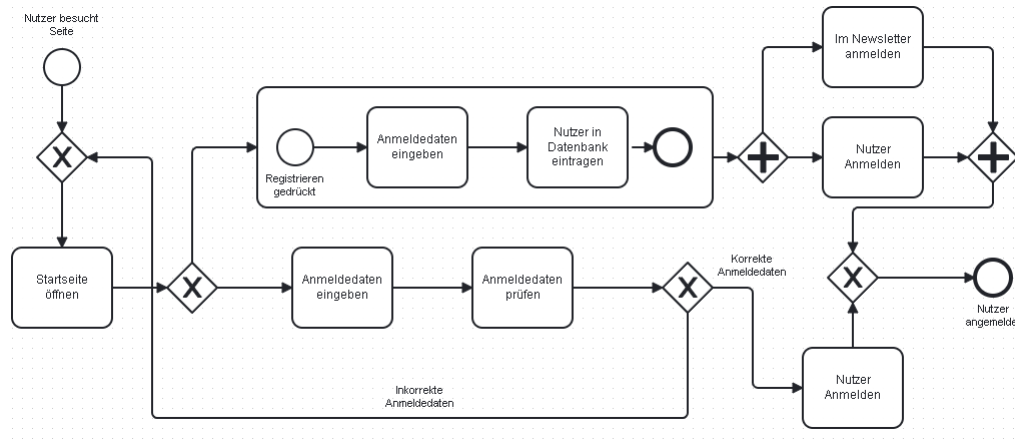 Nutzer besucht
Seite
Im Newsletter
anmelden
Anmeldedaten
eingeben
Nutzer in
Datenbank
eintragen
Registrieren
gedrückt
Nutzer
Anmelden
Startseite
öffnen
Anmeldedaten
eingeben
Anmeldedaten
prüfen
Korrekte
Anmeldedaten
Nutzer
angemelde
Inkorrekte
Anmeldedaten
Nutzer
Anmelden